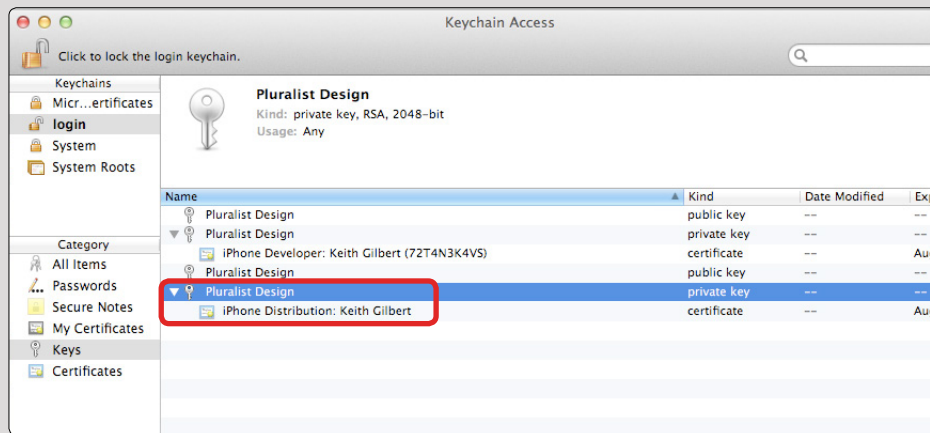 Keychain Access
Click to lock the login keychain.
Keychains
Micr...ertificates
login
System
System Roots
Category
All Items
Passwords
Secure Notes
My Certificates
Keys
Certificates
Pluralist Design
Kind: private key, RSA, 2048-bit
Usage: Any
Name Kind Date Modified Exp
Pluralist Design public key --  --
Pluralist Design private key -- --
iPhone Developer: Keith Gilbert (72T4N3K4VS) certificate -- Au
Pluralist Design public key -- --
Pluralist Design private key -- --
iPhone Distribution: Keith Gilbert certificate -- Au